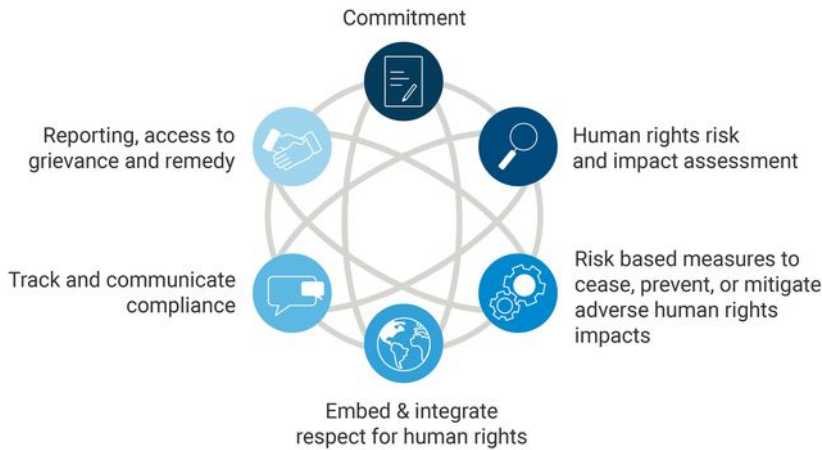 Commitment
Human rights risk
and impact assessment
Risk based measures to
cease, prevent, or mitigate
adverse human rights
impacts
Embed & integrate
respect for human rights
Track and communicate
compliance
Reporting, access to
grievance and remedy